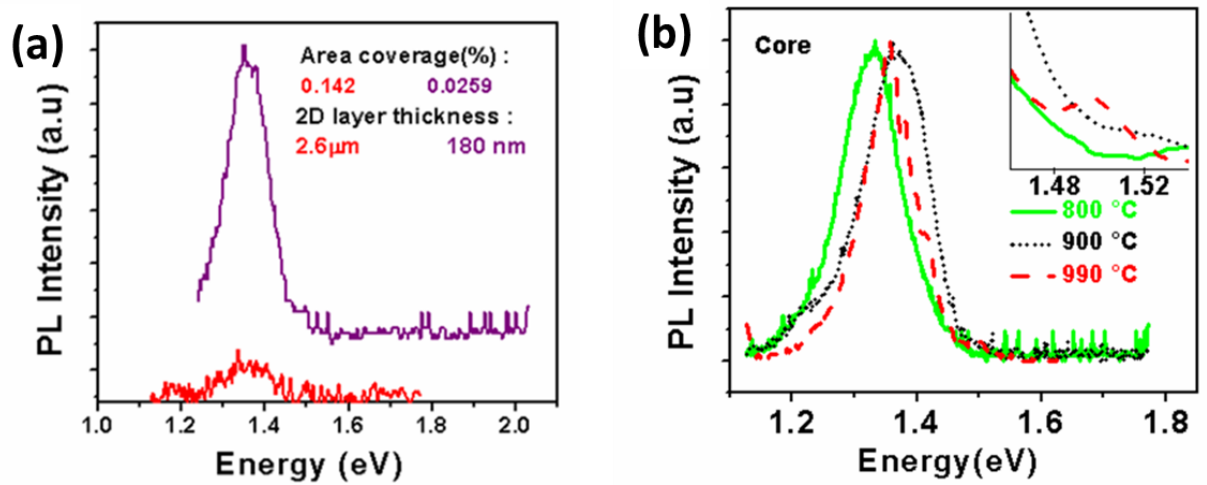 (a)
Area coverage(%) :
0.142 0.0259
2D layer thickness :
2.6μm 180 nm
PL Intensity (a.u)
1.0 1.2 1.4 1.6 1.8 2.0
Energy (eV)
(b)
Core
1.48 1.52
800 °C
900 °C
990 °C
PL Intensity (a.u)
1.2 1.4 1.6 1.8
Energy(eV)